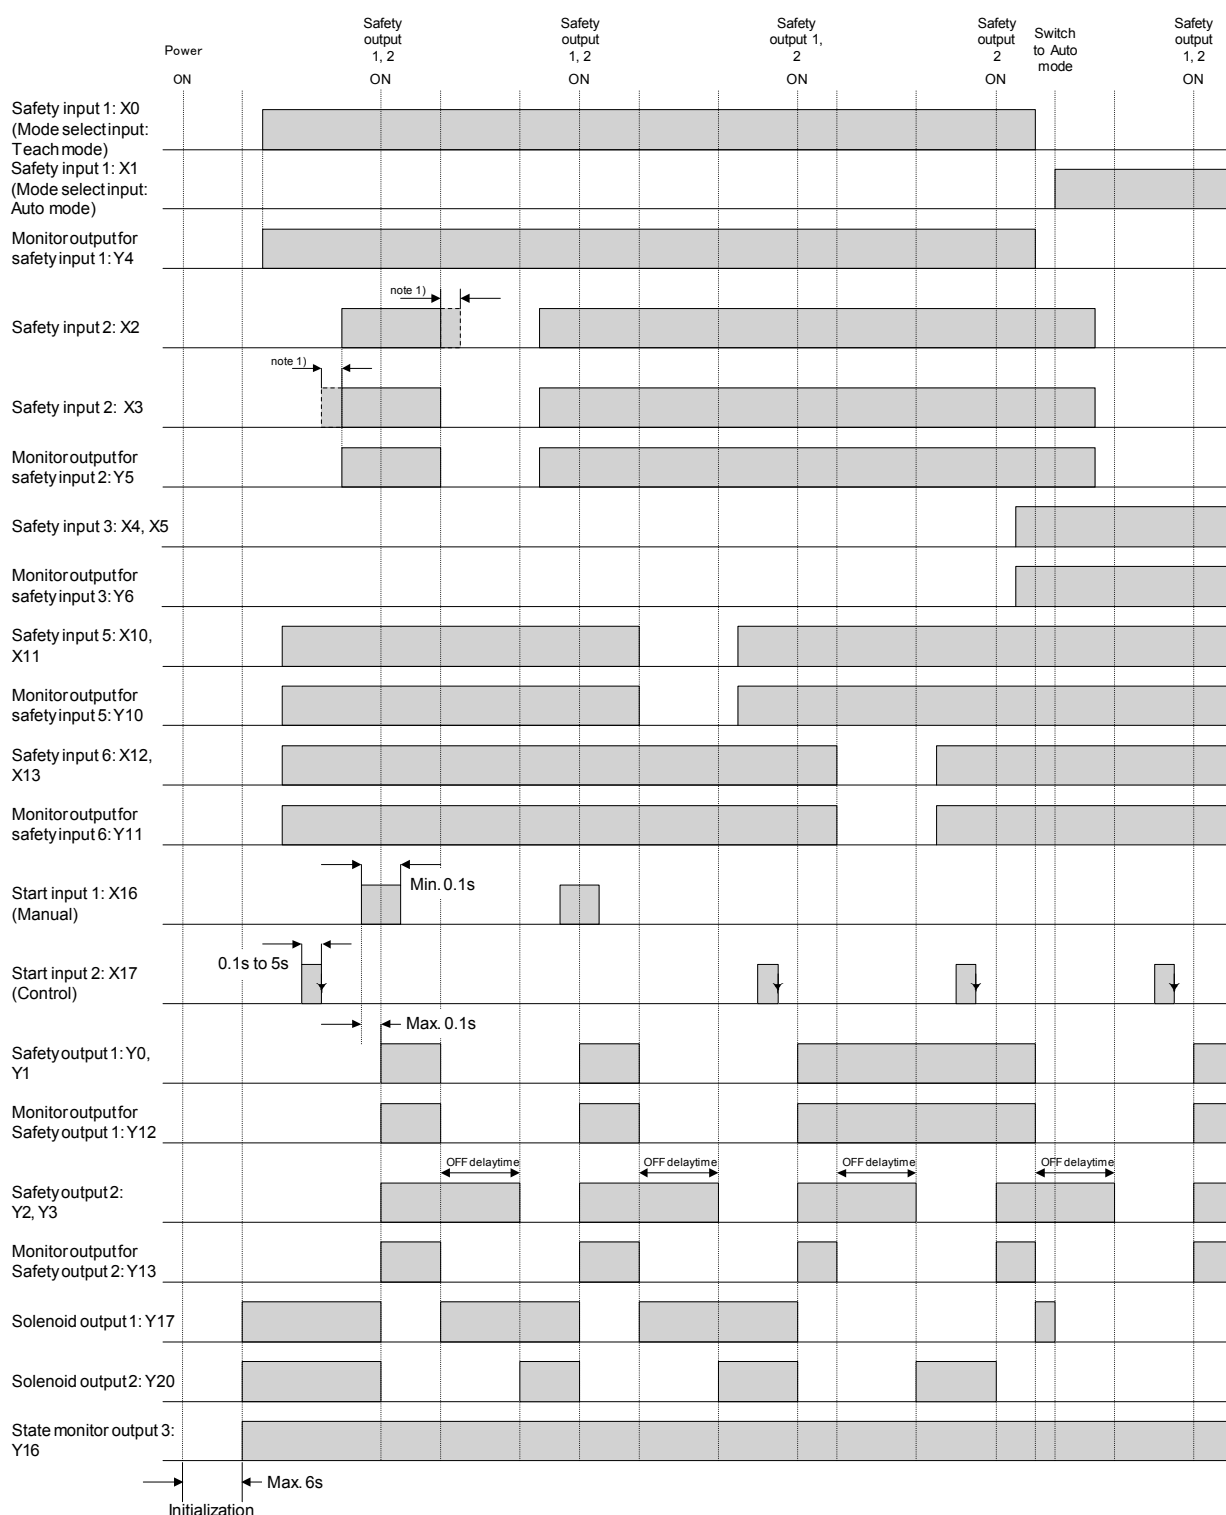 Power
ON
Safety
output
1, 2
ON
Safety
output
1, 2
ON
Safety
output 1,
2
ON
Safety
output
2
ON
Switch
to Auto
mode
Safety
output
1, 2
ON
Safety input 1: X0
(Mode select input:
Teach mode)
Safety input 1: X1
(Mode select input:
Auto mode)
Monitor output for
safety input 1: Y4
note 1)
Safety input 2: X2
note 1)
Safety input 2: X3
Monitor output for
safety input 2: Y5
Safety input 3: X4, X5
Monitor output for
safety input 3: Y6
Safety input 5: X10,
X11
Monitor output for
safety input 5: Y10
Safety input 6: X12,
X13
Monitor output for
safety input 6: Y11
Start input 1: X16
(Manual)
Min. 0.1s
Start input 2: X17
(Control)
0.1s to 5s
Max. 0.1s
Safety output 1: Y0,
Y1
Monitor output for
Safety output 1: Y12
OFF delay time
OFF delay time
OFF delay time
OFF delay time
Safety output 2:
Y2, Y3
Monitor output for
Safety output 2: Y13
Solenoid output 1: Y17
Solenoid output 2: Y20
State monitor output 3:
Y16
Max. 6s
Initialization